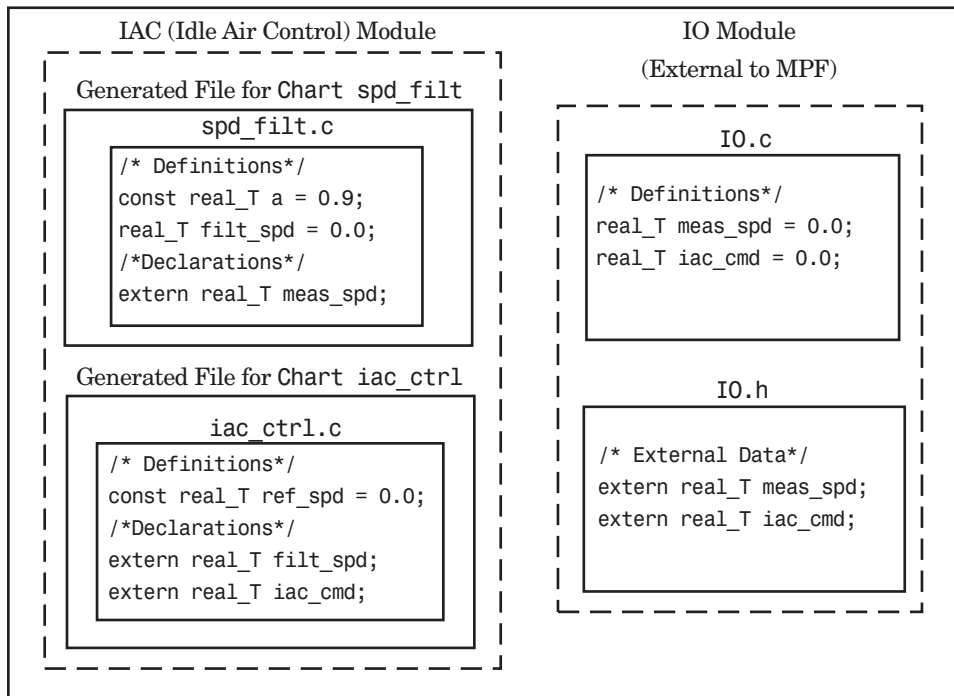 IAC (Idle Air Control) Module
Generated File for Chart spd_filt
spd_filt.c
/* Definitions*/
const real_T a = 0.9;
real_T filt_spd = 0.0;
/*Declarations*/
extern real_T meas_spd;
Generated File for Chart iac_ctrl
iac_ctrl.c
/* Definitions*/
const real_T ref_spd = 0.0;
/*Declarations*/
extern real_T filt_spd;
extern real_T iac_cmd;
IO Module
(External to MPF)
IO.c
/* Definitions*/
real_T meas_spd = 0.0;
real_T iac_cmd = 0.0;
IO.h
/* External Data*/
extern real_T meas_spd;
extern real_T iac_cmd;